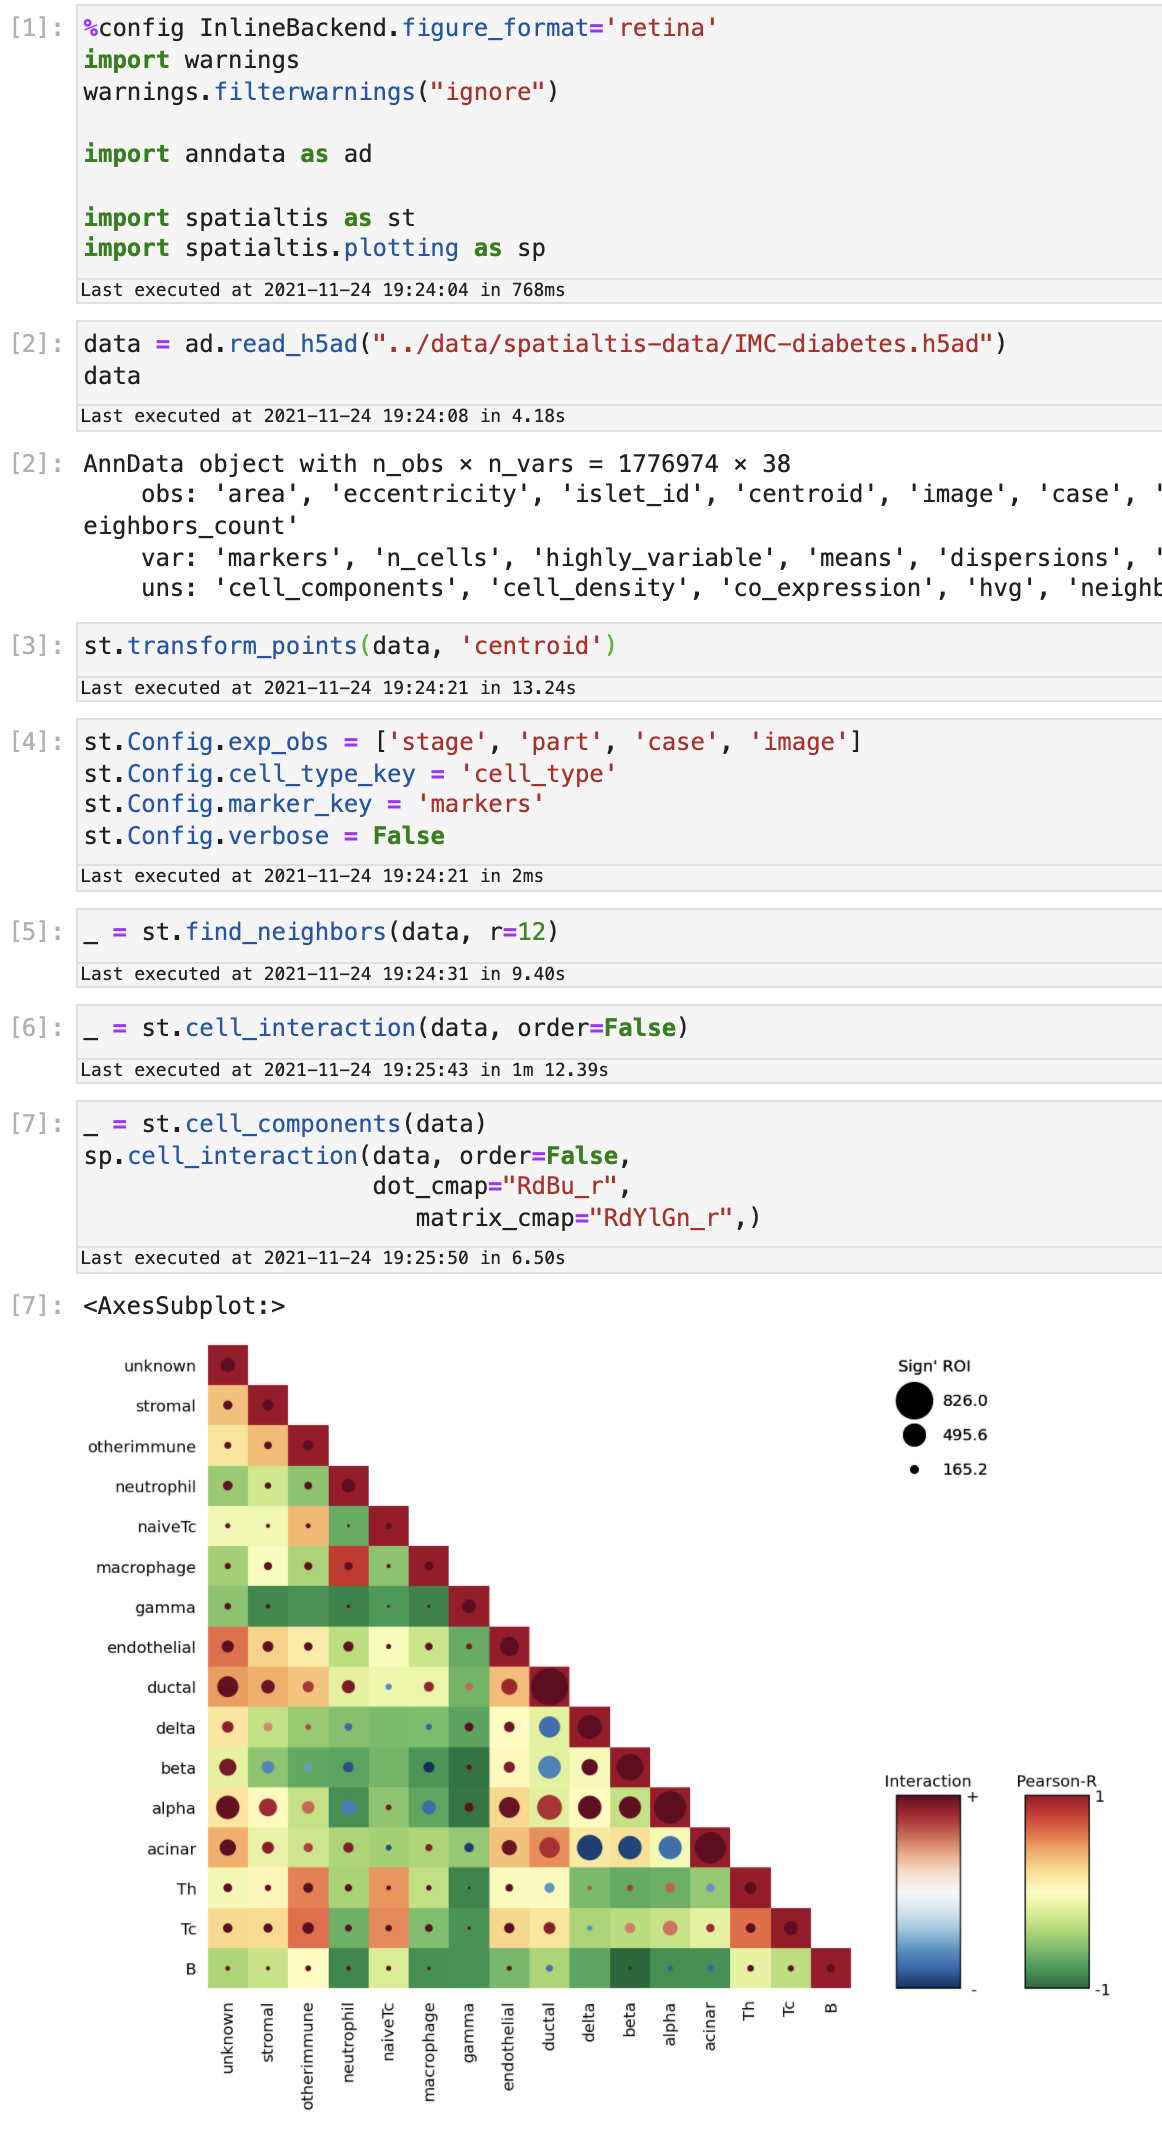 [1]: %config InlineBackend.figure_format='retina'
import warnings
warnings.filterwarnings("ignore")
import anndata as ad
import spatialtis as st
import spatialtis.plotting as sp
Last executed at 2021-11-24 19:24:04 in 768ms
[2]: data = ad.read_h5ad("../data/spatialtis-data/IMC-diabetes.h5ad")
data
Last executed at 2021-11-24 19:24:08 in 4.18s
[2]: AnnData object with n_obs × n_vars = 1776974 × 38
obs: 'area', 'eccentricity', 'islet_id', 'centroid', 'image', 'case', '
eighbors_count'
var: 'markers', 'n_cells', 'highly_variable', 'means', 'dispersions', '
uns: 'cell_components', 'cell_density', 'co_expression', 'hvg', 'neighb
[3]: st.transform_points(data, 'centroid')
Last executed at 2021-11-24 19:24:21 in 13.24s
[4]: st.Config.exp_obs = ['stage', 'part', 'case', 'image']
st.Config.cell_type_key = 'cell_type'
st.Config.marker_key = 'markers'
st.Config.verbose = False
Last executed at 2021-11-24 19:24:21 in 2ms
[5]: _ = st.find_neighbors(data, r=12)
Last executed at 2021-11-24 19:24:31 in 9.40s
[6]: _ = st.cell_interaction(data, order=False)
Last executed at 2021-11-24 19:25:43 in 1m 12.39s
[7]: _ = st.cell_components(data)
sp.cell_interaction(data, order=False,
dot_cmap="RdBu_r",
matrix_cmap="RdYlGn_r",)
Last executed at 2021-11-24 19:25:50 in 6.50s
[7]: <AxesSubplot:>
unknown
stromal
otherimmune
neutrophil
naiveTc
macrophage
gamma
endothelial
ductal
delta
beta
alpha
acinar
Th
Tc
B
unknown
stromal
otherimmune
neutrophil
naiveTc
macrophage
gamma
endothelial
ductal
delta
beta
alpha
acinar
Th
Tc
B
Sign' ROI
826.0
495.6
165.2
Interaction
+
-
Pearson-R
1
-1